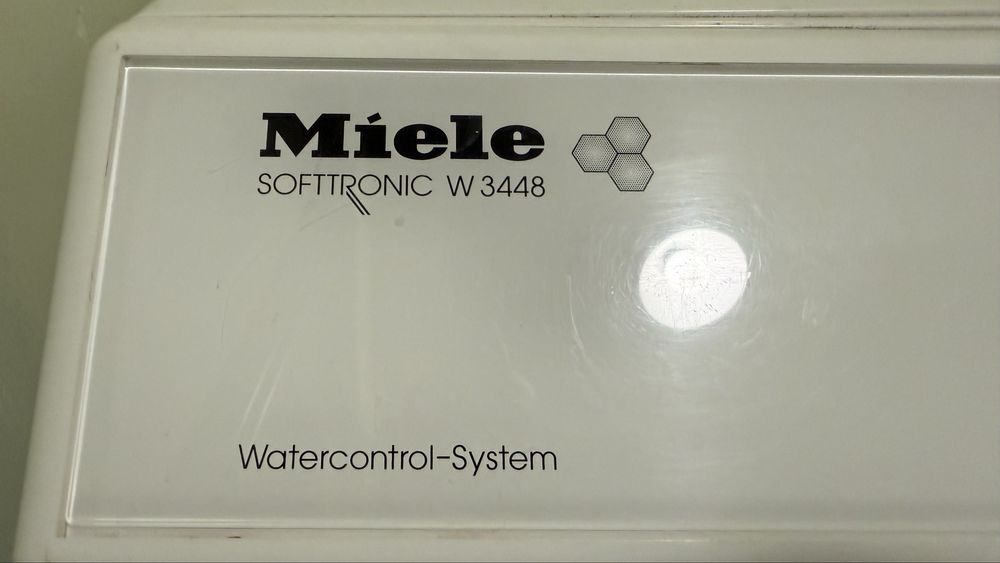 Miele
SOFTTRONIC W 3448
Watercontrol-System